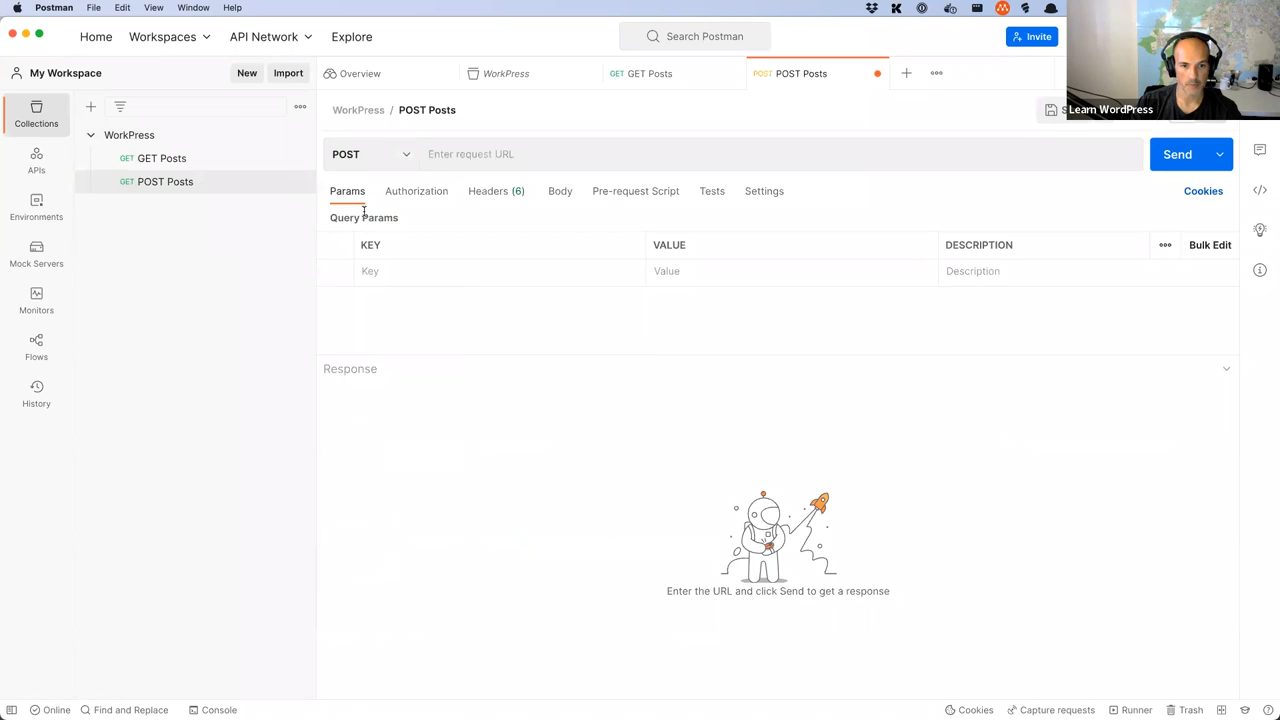 Postman File Edit View Window Help
Home Workspaces API Network Explore Search Postman Invite
My Workspace New Import Overview WorkPress GET GET Posts POST POST Posts
Learn WordPress
Collections
WorkPress
WorkPress / POST Posts
GET GET Posts
GET POST Posts
POST Enter request URL Send
APIs
Params Authorization Headers (6) Body Pre-request Script Tests Settings Cookies
Environments
Query Params
KEY VALUE DESCRIPTION Bulk Edit
Mock Servers
Key Value Description
Monitors
Flows
Response
History
Enter the URL and click Send to get a response
Online Find and Replace Console Cookies Capture requests Runner Trash